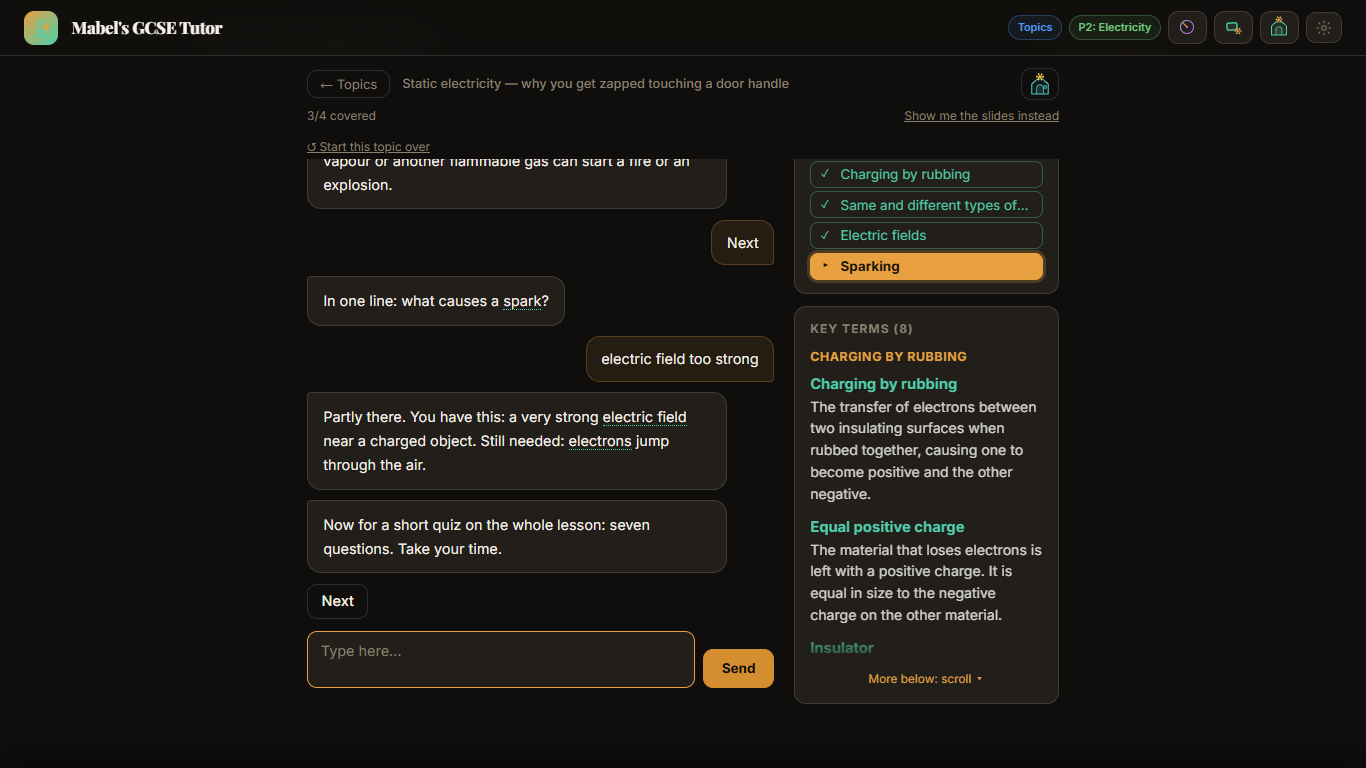 Mabel's GCSE Tutor
Topics
P2: Electricity
← Topics
Static electricity — why you get zapped touching a door handle
3/4 covered
Show me the slides instead
↺ Start this topic over
vapour or another flammable gas can start a fire or an
explosion.
Next
In one line: what causes a spark?
electric field too strong
Partly there. You have this: a very strong electric field
near a charged object. Still needed: electrons jump
through the air.
Now for a short quiz on the whole lesson: seven
questions. Take your time.
Next
Type here...
Send
✓ Charging by rubbing
✓ Same and different types of...
✓ Electric fields
‣ Sparking
KEY TERMS (8)
CHARGING BY RUBBING
Charging by rubbing
The transfer of electrons between
two insulating surfaces when
rubbed together, causing one to
become positive and the other
negative.
Equal positive charge
The material that loses electrons is
left with a positive charge. It is
equal in size to the negative
charge on the other material.
Insulator
More below: scroll ▾